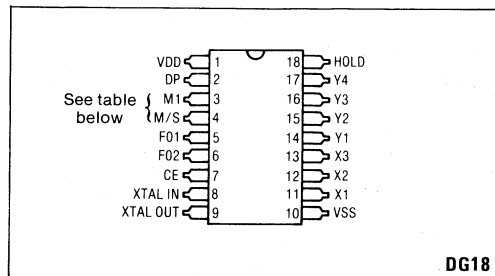 VDD 1 18 HOLD
DP 2 17 Y4
See table below { M1 3 16 Y3
M/S 4 15 Y2
F01 5 14 Y1
F02 6 13 X3
CE 7 12 X2
XTAL IN 8 11 X1
XTAL OUT 9 10 VSS
DG18